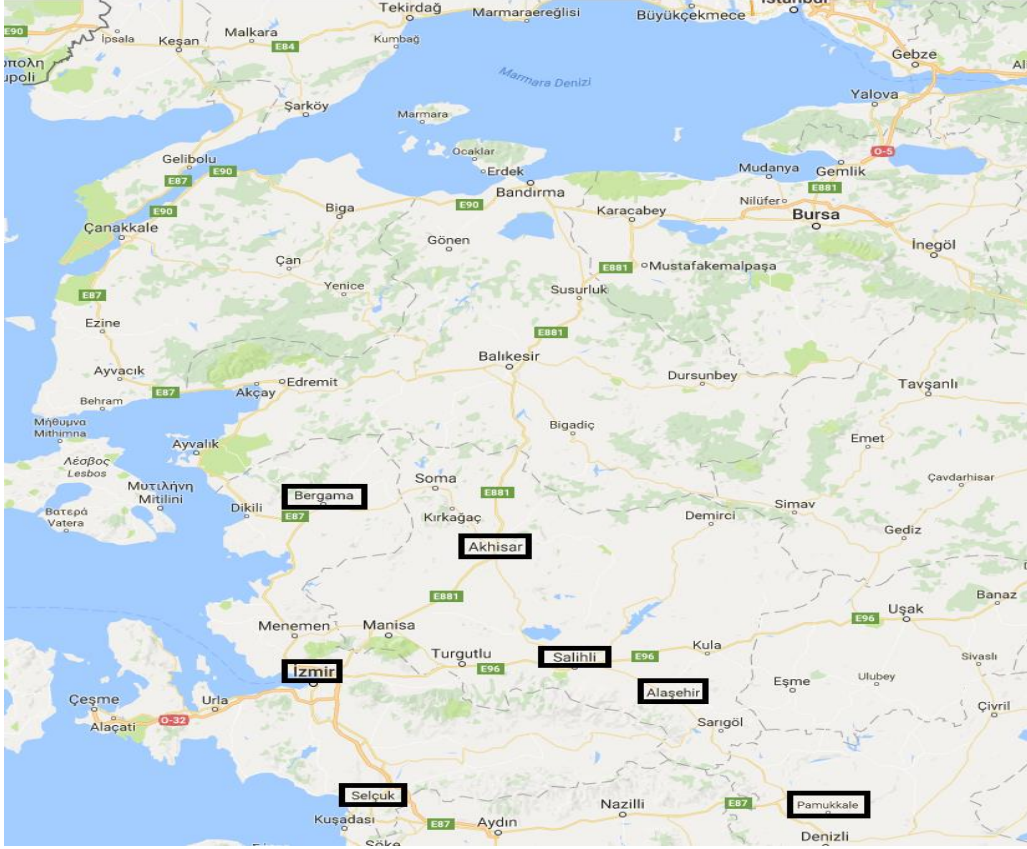 Tekirdağ
Marmaraereğlisi
Büyükçekmece
E90
İpsala
Keşan
Malkara
E84
Kumbağ
Gebze
Marmara Denizi
Yalova
Şarköy
Marmara
O-5
Gelibolu
E87
E90
Ocaklar
Erdek
Bandırma
Mudanya
Gemlik
E881
Biga
E90
E90
Karacabey
Nilüfer
Bursa
Çanakkale
Gönen
İnegöl
Çan
E881
Mustafakemalpaşa
Yenice
Susurluk
E87
Ezine
E881
Balıkesir
Ayvacık
Dursunbey
Tavşanlı
E87
Akçay
Edremit
Behram
Μήθυμνα
Mithimna
Bigadiç
Emet
Ayvalık
Λέσβος
Lesbos
Μυτιλήνη
Mitilini
Soma
Çavdarhisar
Bergama
E881
Βατερά
Vatera
Dikili
E87
Kırkağaç
Demirci
Simav
Gediz
Akhisar
E881
Banaz
Uşak
E96
Menemen
Manisa
Turgutlu
Salihli
E96
Kula
Sivaslı
İzmir
E96
Eşme
Ulubey
Alaşehir
Çeşme
Urla
Alaçatı
O-32
Sarıgöl
Çivril
Selçuk
Nazilli
E87
Pamukkale
Kuşadası
E87
Aydın
Denizli
Söke